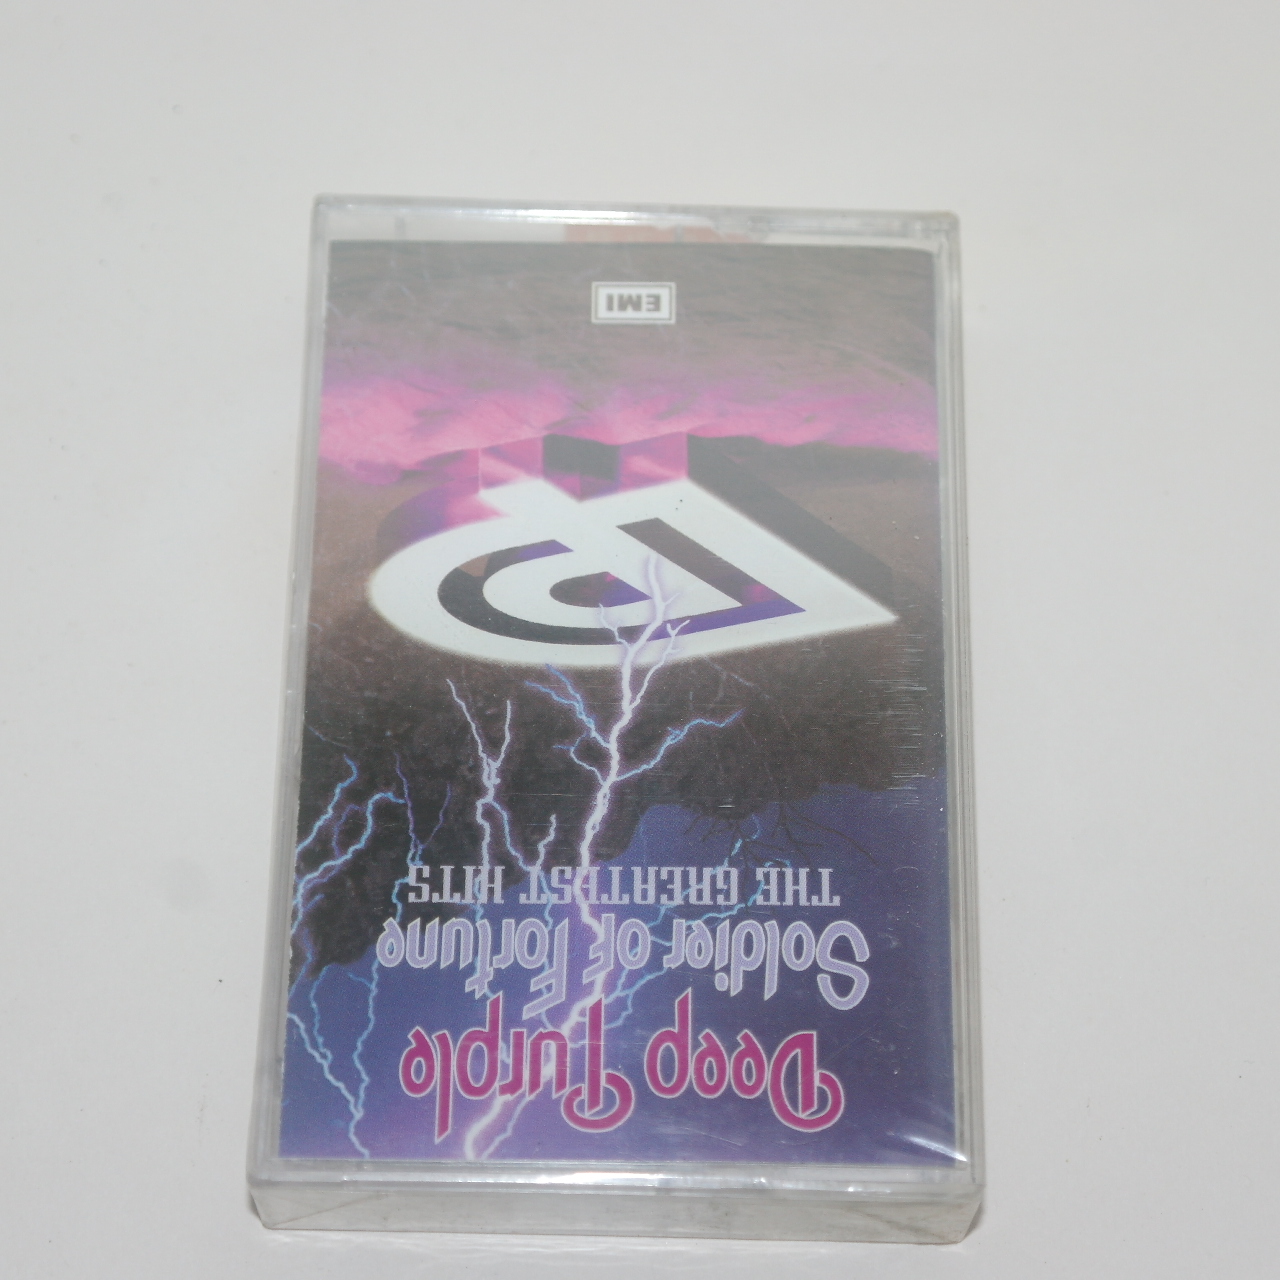 Deep Purple
Soldier of Fortune
THE GREATEST HITS
EMI